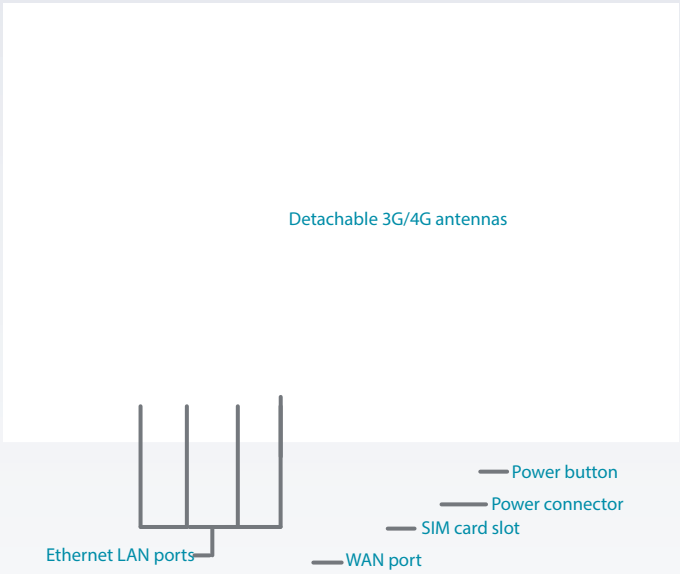 Detachable 3G/4G antennas
Power button
Power connector
SIM card slot
Ethernet LAN ports
WAN port